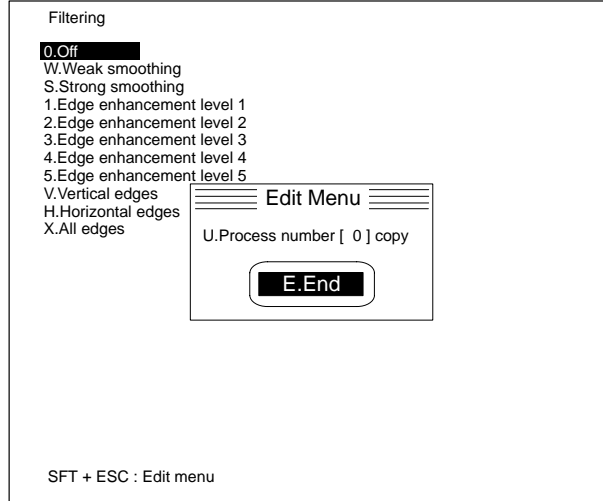 Filtering
0.Off
W.Weak smoothing
S.Strong smoothing
1.Edge enhancement level 1
2.Edge enhancement level 2
3.Edge enhancement level 3
4.Edge enhancement level 4
5.Edge enhancement level 5
V.Vertical edges
H.Horizontal edges
X.All edges
Edit Menu
U.Process number [ 0 ] copy
E.End
SFT + ESC : Edit menu